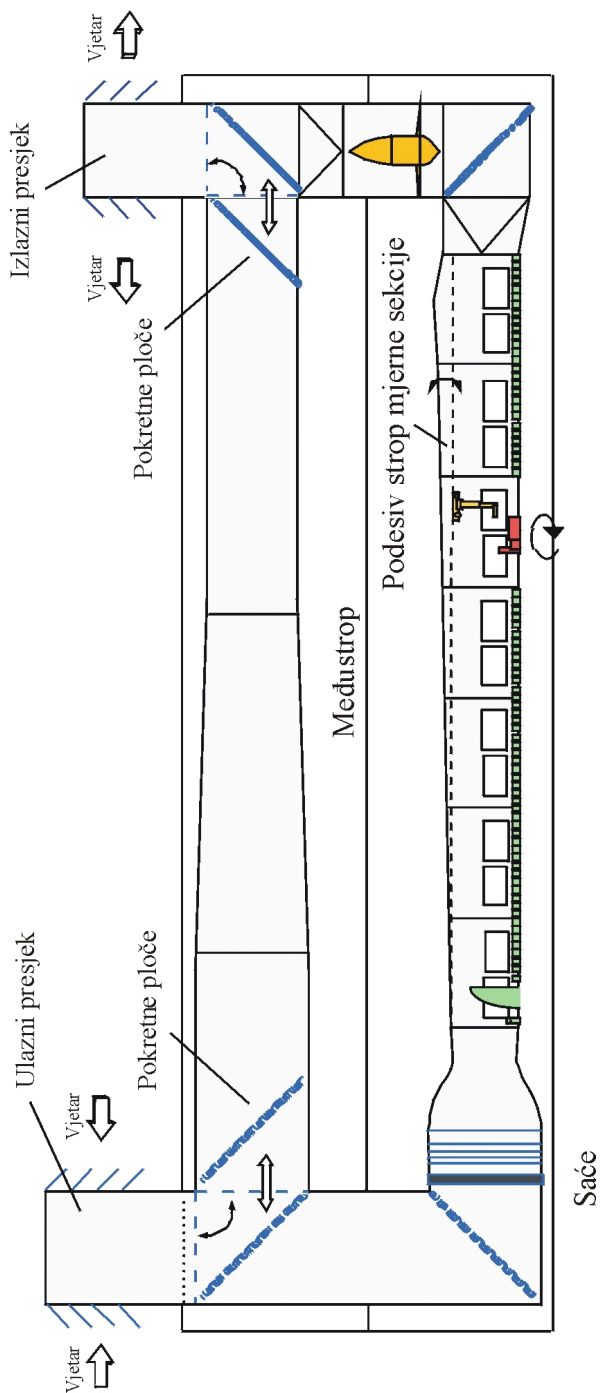 Ulazni presjek
Izlazni presjek
Vjetar
Vjetar
Vjetar
Vjetar
Pokretne ploče
Pokretne ploče
Međustrop
Podesiv strop mjerne sekcije
Saće